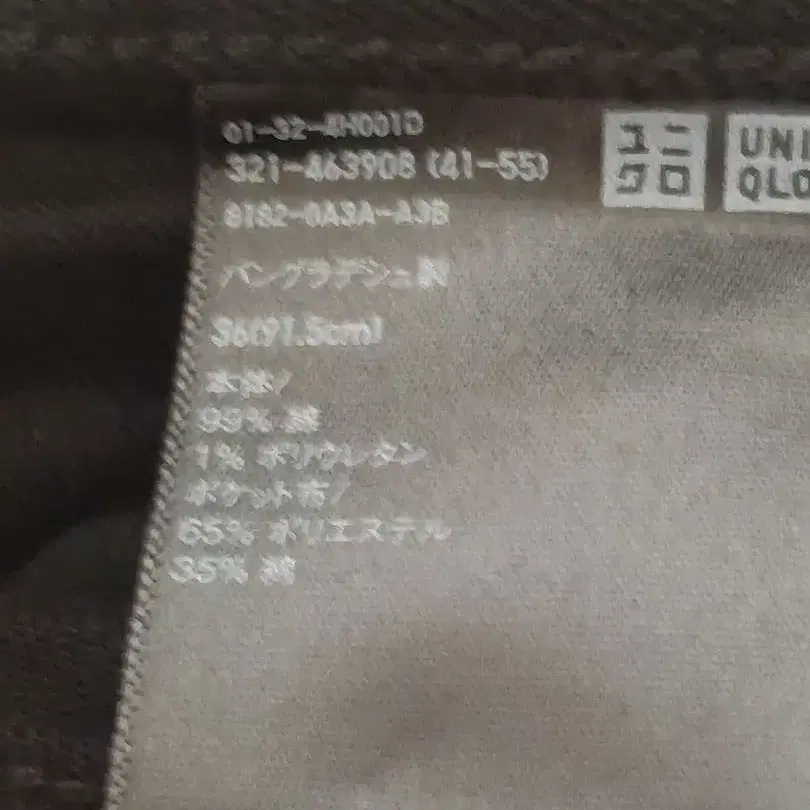 01-32-4H001D
321-463908 (41-55)
8182-0A3A-A3B
バングラデシュ製
36(91.5cm)
本体/
99% 綿
1% ポリウレタン
ポケット布/
65% ポリエステル
35% 綿
ユニ
クロ
UNI
QLO